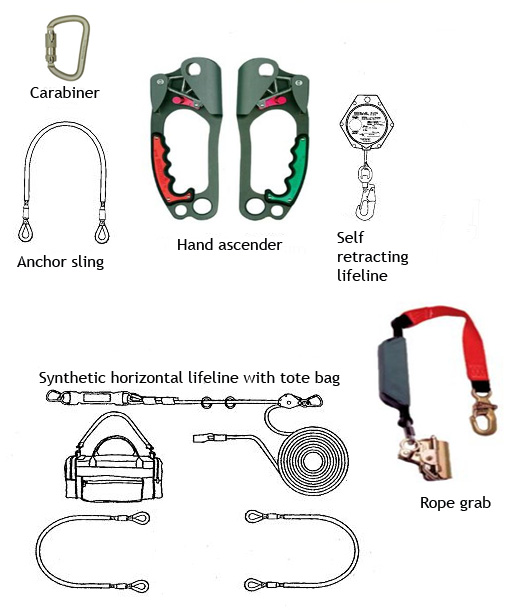 Carabiner
Anchor sling
Hand ascender
Self
retracting
lifeline
Synthetic horizontal lifeline with tote bag
Rope grab